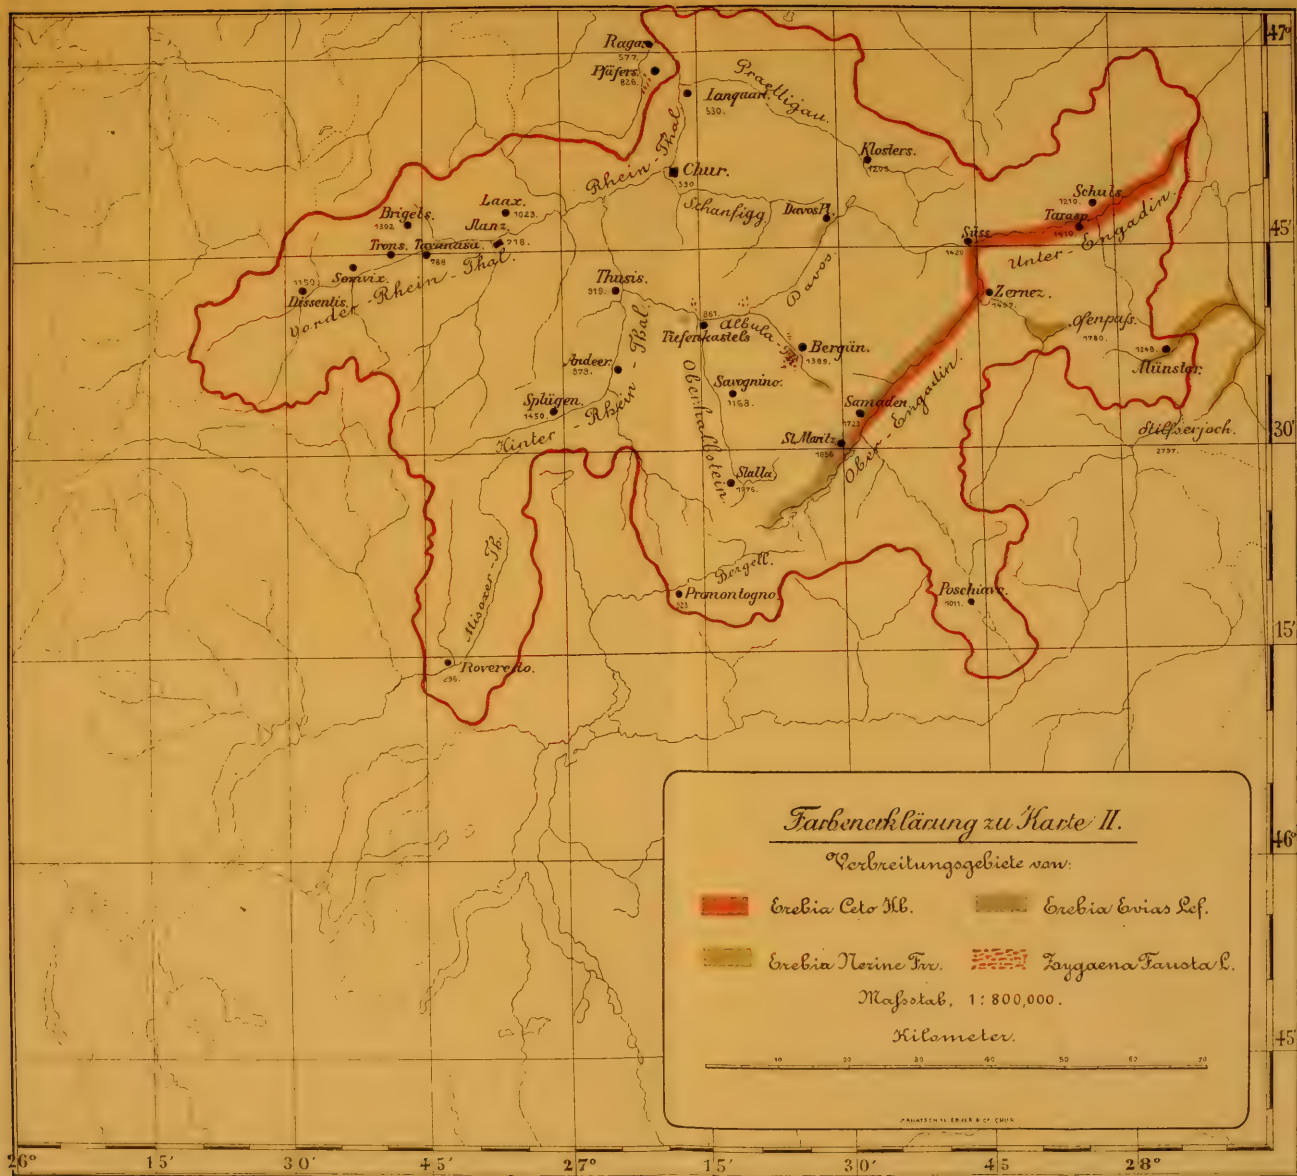 47°
Ragaz
577.
Pfäfers.
826.
Praettigau.
Lanquart.
530.
Rhein-Thal
Klosters.
1209.
Chur.
590
Schuls
1210.
Laax.
1023.
Schanfigg
Davos Pl.
Tarasp.
1410.
Brigels.
1302.
Ilanz.
718.
Süss.
1429
Unter-Engadin.
45'
Trons.
Tavanasa.
788
Somvix.
1150.
Dissentis.
Vorder-Rhein-Thal.
Thusis
Davos
Zernez.
Ofenpaß.
1780.
861.
Tiefenkastels
Albula-Th.
Bergün.
1389.
1248.
Münster.
Andeer.
Hinter-Rhein-Thal.
Oberhalbstein.
Savognino.
1168.
Splügen.
1450.
Samaden.
Ober-Engadin.
Stilfserjoch.
2797.
30'
St. Moritz
1856
Stalla.
1776.
Misoxer-Th.
Bergell.
Promontogno.
Poschiavo.
1011.
15'
Roveredo.
Farbenerklärung zu Karte II.
Verbreitungsgebiete von:
Erebia Ceto Hb.
Erebia Evias Lef.
Erebia Nerine Frr.
Zygaena Fausta L.
Maßstab, 1:800,000.
Kilometer.
10 20 30 40 50 60 70
46°
45'
26° 15' 30' 45' 27° 15' 30' 45 28°